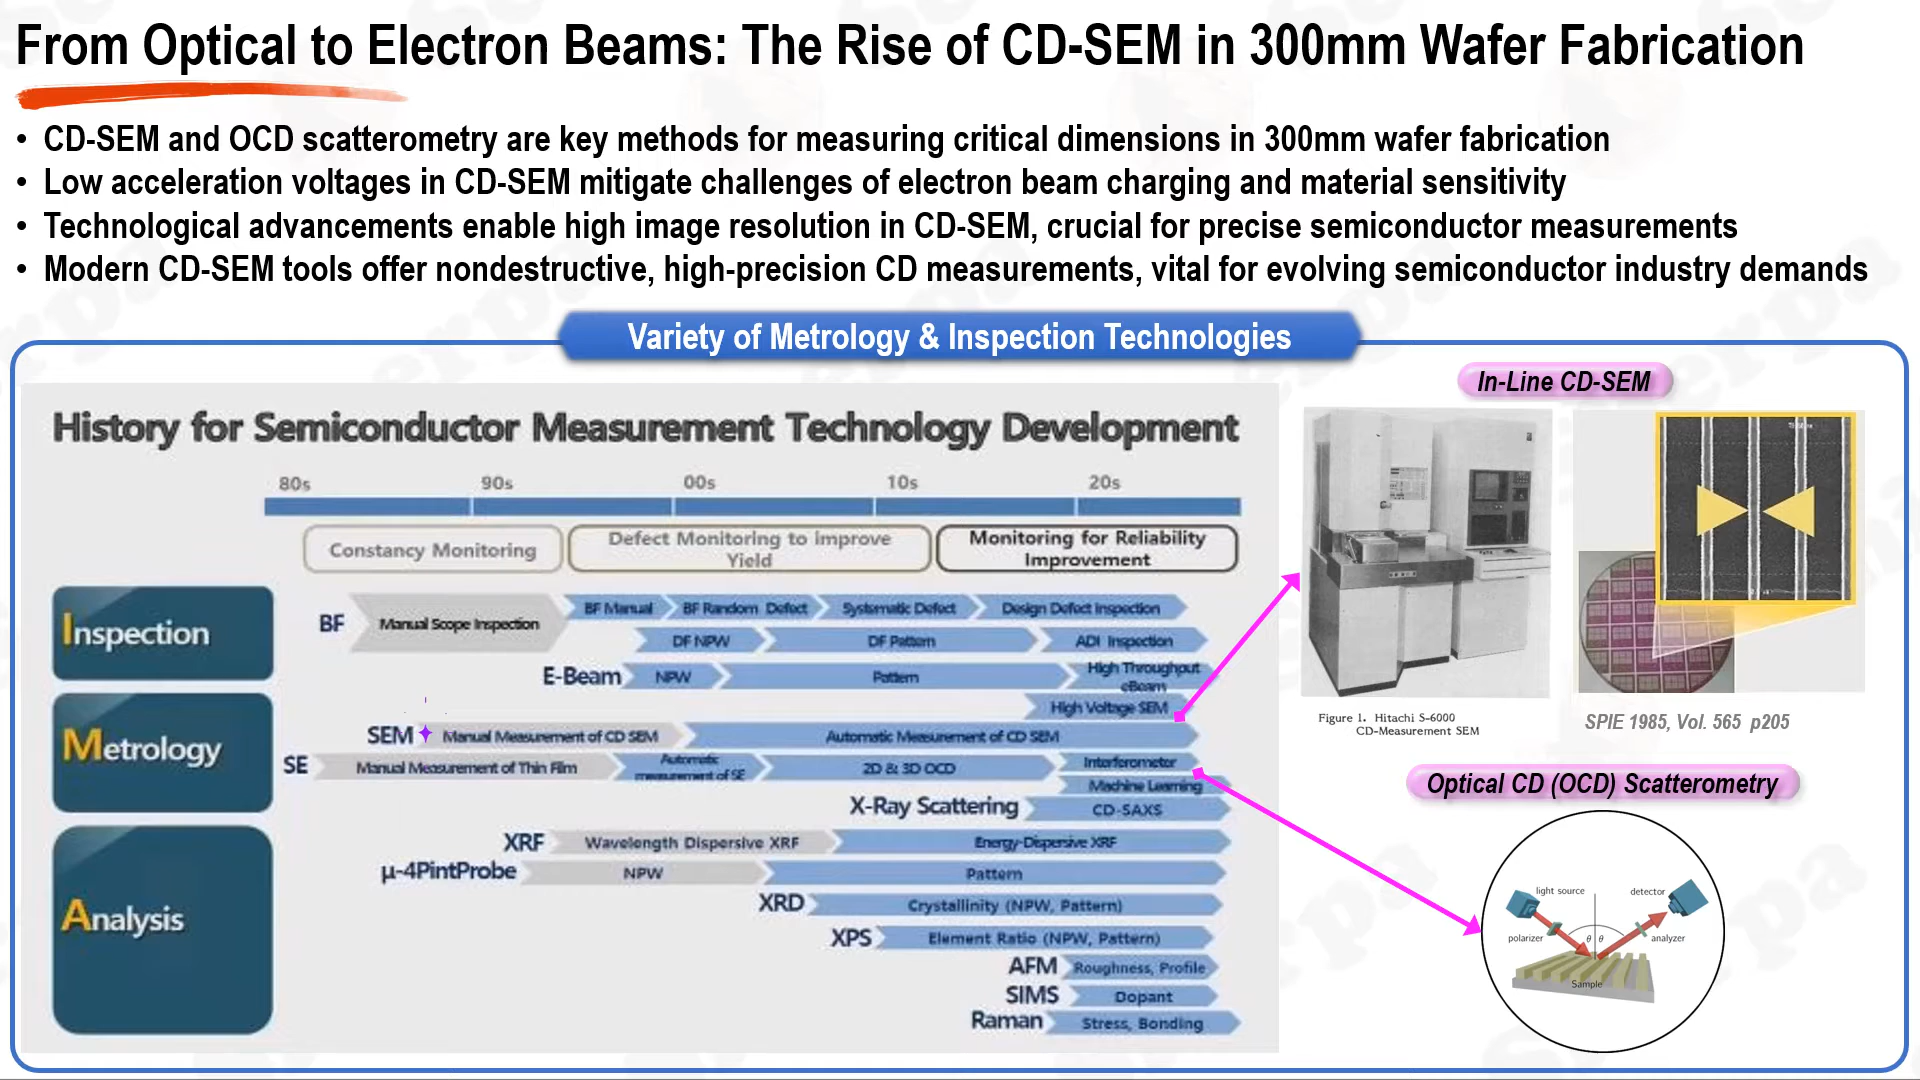 From Optical to Electron Beams: The Rise of CD-SEM in 300mm Wafer Fabrication
• CD-SEM and OCD scatterometry are key methods for measuring critical dimensions in 300mm wafer fabrication
• Low acceleration voltages in CD-SEM mitigate challenges of electron beam charging and material sensitivity
• Technological advancements enable high image resolution in CD-SEM, crucial for precise semiconductor measurements
• Modern CD-SEM tools offer nondestructive, high-precision CD measurements, vital for evolving semiconductor industry demands
Variety of Metrology & Inspection Technologies
History for Semiconductor Measurement Technology Development
80s 90s 00s 10s 20s
Constancy Monitoring
Defect Monitoring to improve
Yield
Monitoring for Reliability
Improvement
Inspection
BF Manual Scope Inspection BF Manual BF Random Defect Systematic Defect Design Defect Inspection
DF NPW DF Pattern ADI Inspection
E-Beam NPW Pattern High Throughput
eBeam
High Voltage SEM
Metrology
SEM Manual Measurement of CD SEM Automatic Measurement of CD SEM
SE Manual Measurement of Thin Film Automatic
measurement of SE 2D & 3D OCD Interferometer
Machine Learning
X-Ray Scattering CD-SAXS
Analysis
XRF Wavelength Dispersive XRF Energy-Dispersive XRF
µ-4PintProbe NPW Pattern
XRD Crystallinity (NPW, Pattern)
XPS Element Ratio (NPW, Pattern)
AFM Roughness, Profile
SIMS Dopant
Raman Stress, Bonding
In-Line CD-SEM
Figure 1. Hitachi S-6000
CD-Measurement SEM
SPIE 1985, Vol. 565 p205
Optical CD (OCD) Scatterometry
light source
detector
polarizer
θ θ
analyzer
Sample